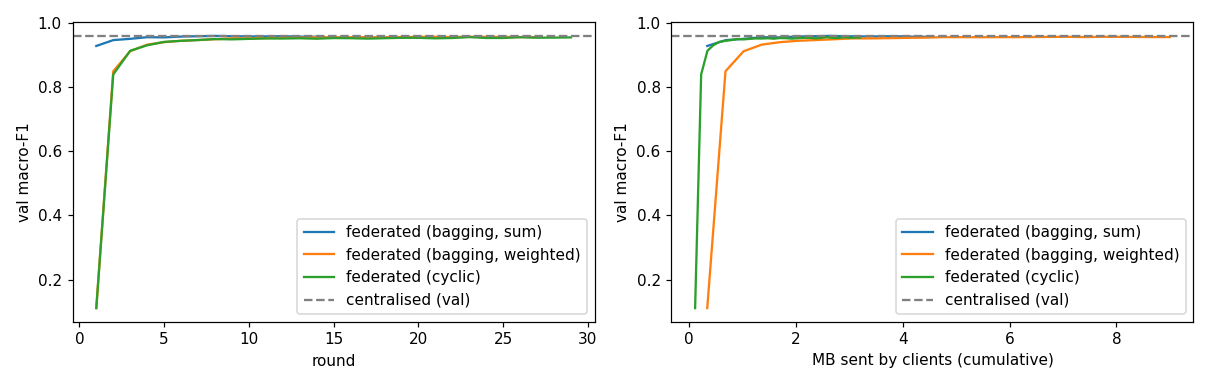 1.0
0.8
0.6
0.4
0.2
val macro-F1
0
5
10
15
20
25
30
round
federated (bagging, sum)
federated (bagging, weighted)
federated (cyclic)
centralised (val)
1.0
0.8
0.6
0.4
0.2
val macro-F1
0
2
4
6
8
MB sent by clients (cumulative)
federated (bagging, sum)
federated (bagging, weighted)
federated (cyclic)
centralised (val)